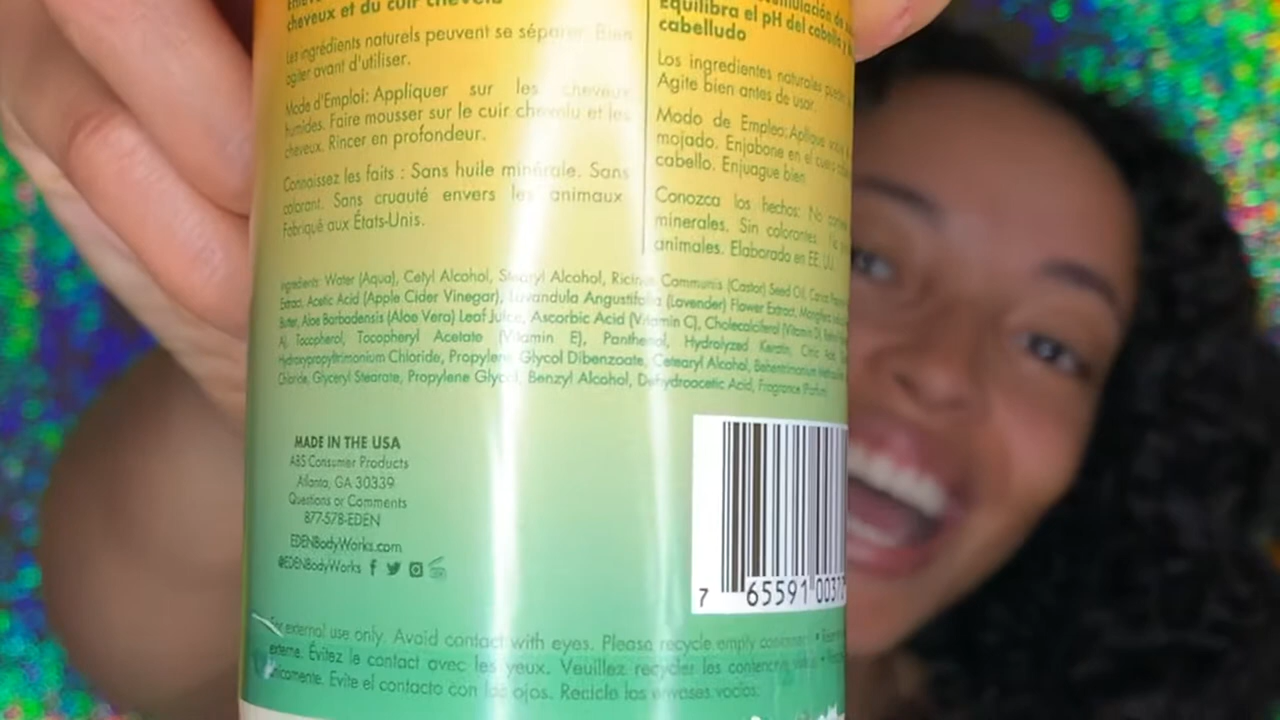 cheveux et du cuir chevelu
Les ingrédients naturels peuvent se séparer. Bien
agiter avant d'utiliser.
Mode d'Emploi: Appliquer sur les cheveux
humides. Faire mousser sur le cuir chevelu et les
cheveux. Rincer en profondeur.
Connaissez les faits : Sans huile minérale. Sans
colorant. Sans cruauté envers les animaux
Fabriqué aux États-Unis.
Equilibra el pH del cabello y
cabelludo
Los ingredientes naturales
Agite bien antes de usar.
Modo de Empleo: Aplique
mojado. Enjabone en el cuero
cabello. Enjuague bien.
Conozca los hechos: No
minerales. Sin colorantes.
animales. Elaborado en EE. UU.
Ingredients: Water (Aqua), Cetyl Alcohol, Stearyl Alcohol, Ricinus Communis (Castor) Seed Oil,
Extract, Acetic Acid (Apple Cider Vinegar), Lavandula Angustifolia (Lavender) Flower Extract,
Butter, Aloe Barbadensis (Aloe Vera) Leaf Juice, Ascorbic Acid (Vitamin C), Cholecalciferol (Vitamin D),
A), Tocopherol, Tocopheryl Acetate (Vitamin E), Panthenol, Hydrolyzed Keratin, Citric Acid,
Hydroxypropyltrimonium Chloride, Propylene Glycol Dibenzoate, Cetearyl Alcohol, Behentrimonium
Chloride, Glyceryl Stearate, Propylene Glycol, Benzyl Alcohol, Dehydroacetic Acid, Fragrance (Parfum)
MADE IN THE USA
ABS Consumer Products
Atlanta, GA 30339
Questions or Comments
877-578-EDEN
EDENBodyWorks.com
@EDENBodyWorks
7 65591 0037
For external use only. Avoid contact with eyes. Please recycle empty
externe. Évitez le contact avec les yeux. Veuillez recycler les
únicamente. Evite el contacto con los ojos. Recicle los envases vacíos.